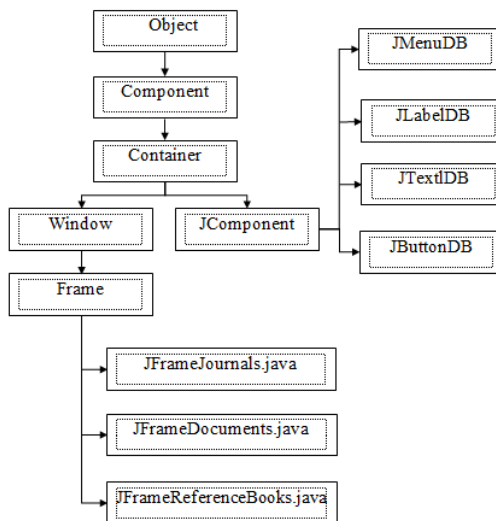 Object
Component
Container
Window
JComponent
Frame
JMenuDB
JLabelDB
JTextlDB
JButtonDB
JFrameJournals.java
JFrameDocuments.java
JFrameReferenceBooks.java